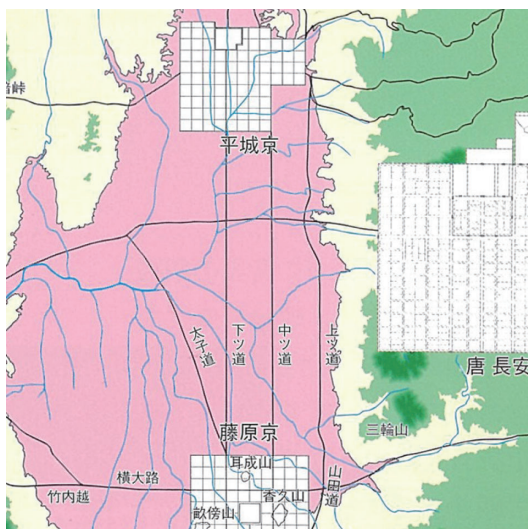 平城京
唐 長安
太子道
下ツ道
中ツ道
上ツ道
藤原京
三輪山
耳成山
山田道
横大路
竹内越
畝傍山
香久山